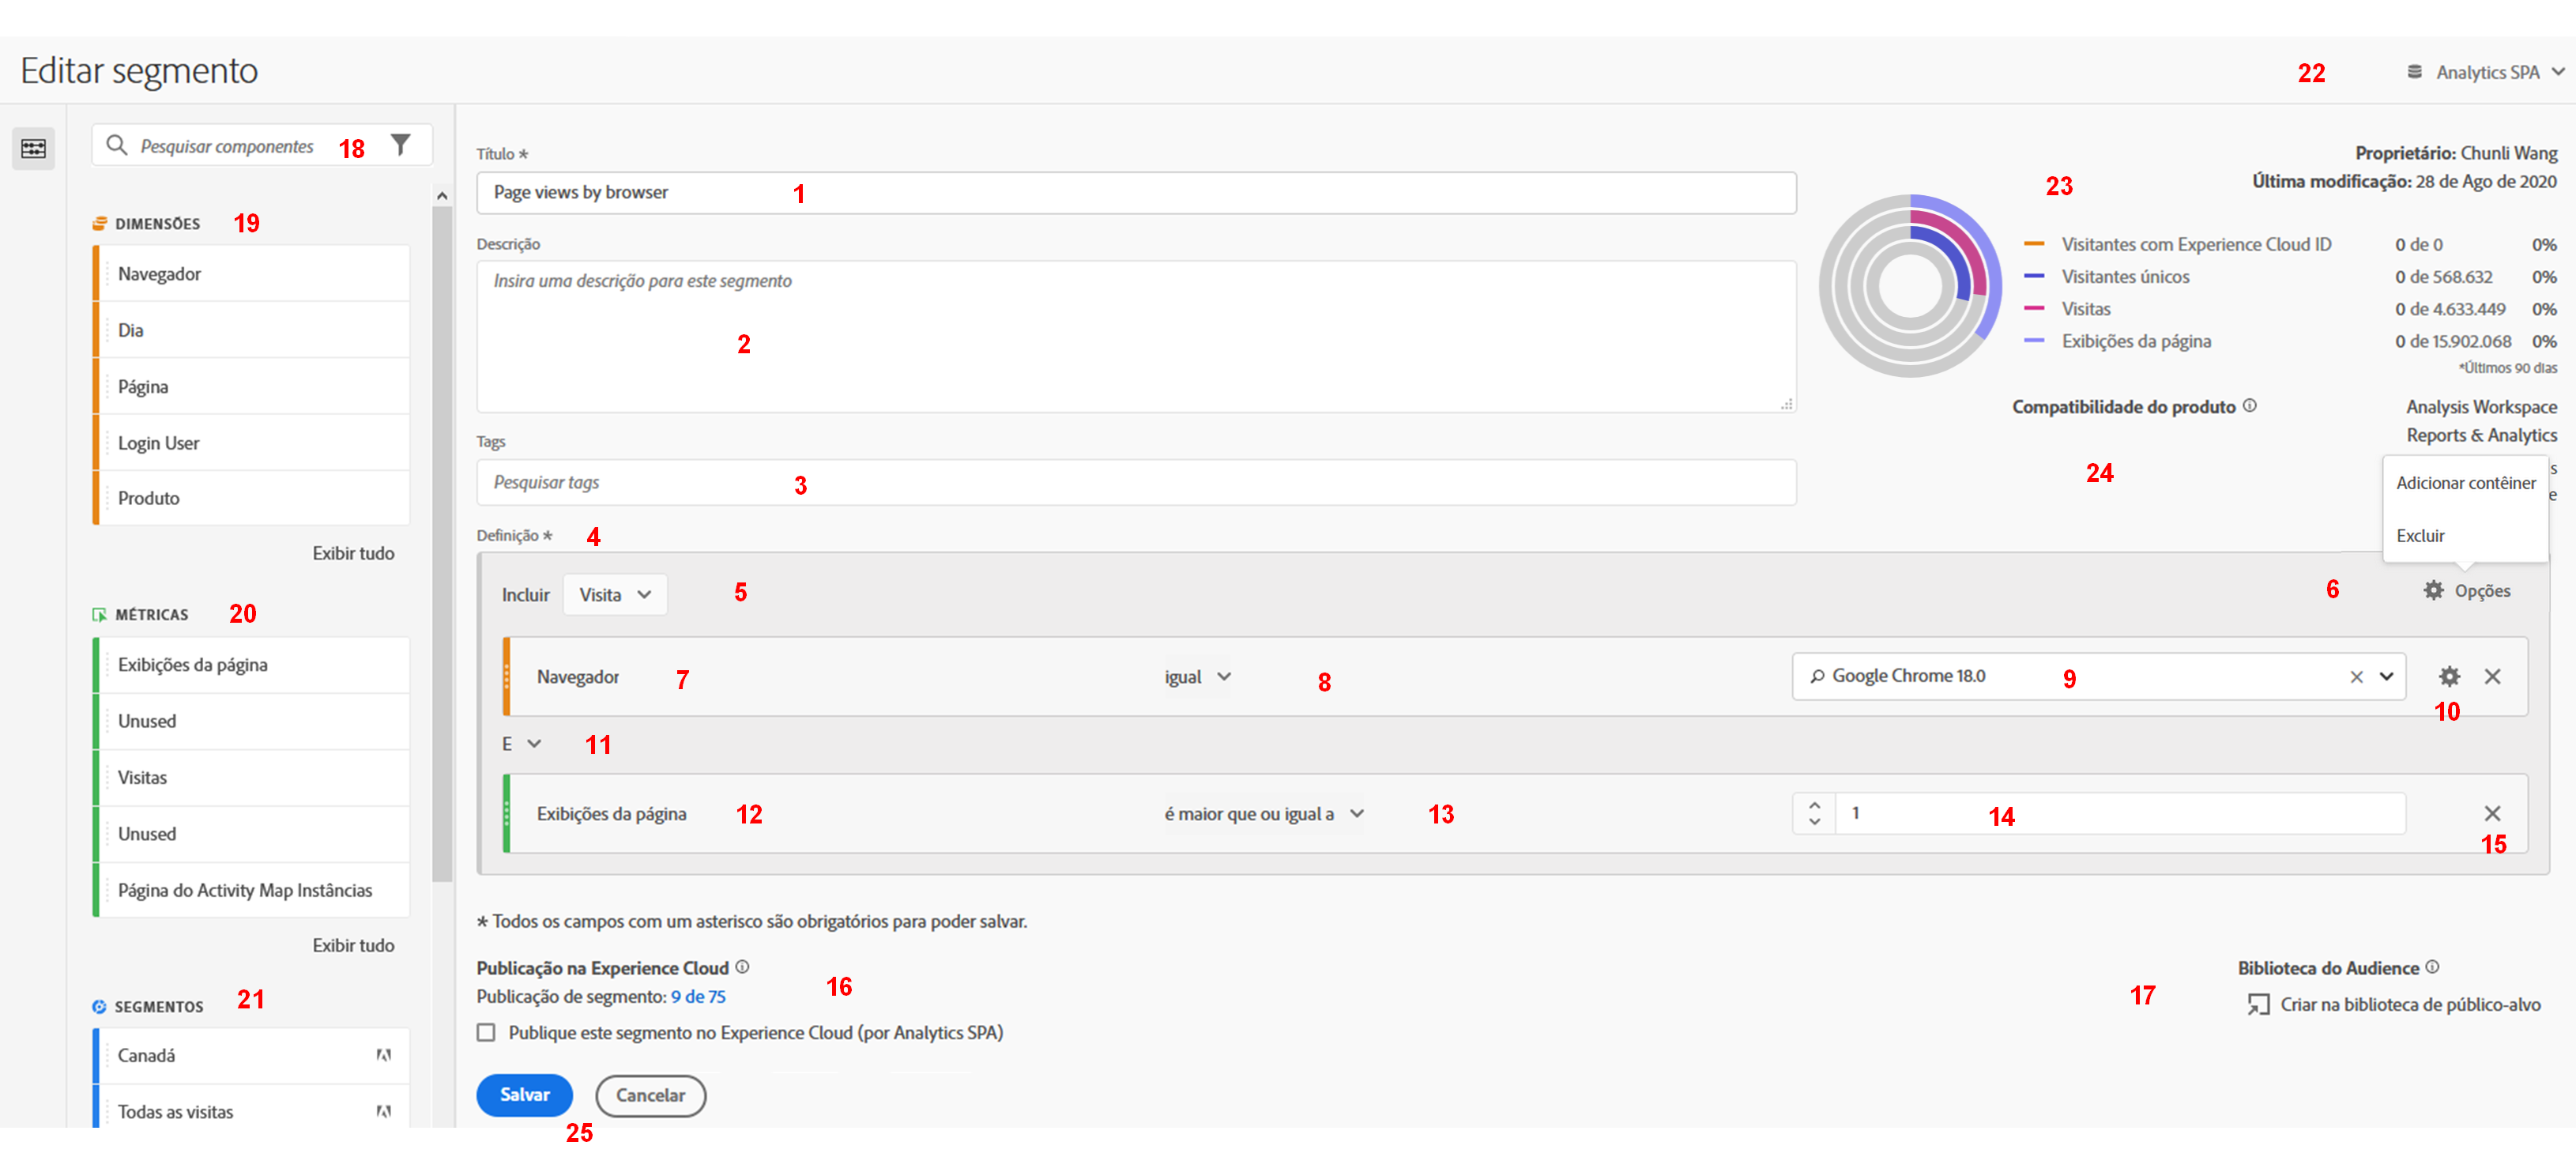 Editar segmento
22
Analytics SPA
Pesquisar componentes
18
DIMENSÕES
19
Navegador
Dia
Página
Login User
Produto
Exibir tudo
MÉTRICAS
20
Exibições da página
Unused
Visitas
Unused
Página do Activity Map Instâncias
Exibir tudo
SEGMENTOS
21
Canadá
Todas as visitas
Título *
Page views by browser
1
Descrição
Insira uma descrição para este segmento
2
Tags
Pesquisar tags
3
23
Proprietário: Chunli Wang
Última modificação: 28 de Ago de 2020
Visitantes com Experience Cloud ID 0 de 0 0%
Visitantes únicos 0 de 568.632 0%
Visitas 0 de 4.633.449 0%
Exibições da página 0 de 15.902.068 0%
*Últimos 90 dias
Compatibilidade do produto
Analysis Workspace
Reports & Analytics
24
s
e
Adicionar contêiner
Excluir
Definição *
4
Incluir Visita
5
6
Opções
Navegador
7
igual
8
Google Chrome 18.0
9
10
E
11
Exibições da página
12
é maior que ou igual a
13
1
14
15
* Todos os campos com um asterisco são obrigatórios para poder salvar.
Publicação na Experience Cloud
Publicação de segmento: 9 de 75
16
Publique este segmento no Experience Cloud (por Analytics SPA)
17
Biblioteca do Audience
Criar na biblioteca de público-alvo
Salvar
Cancelar
25